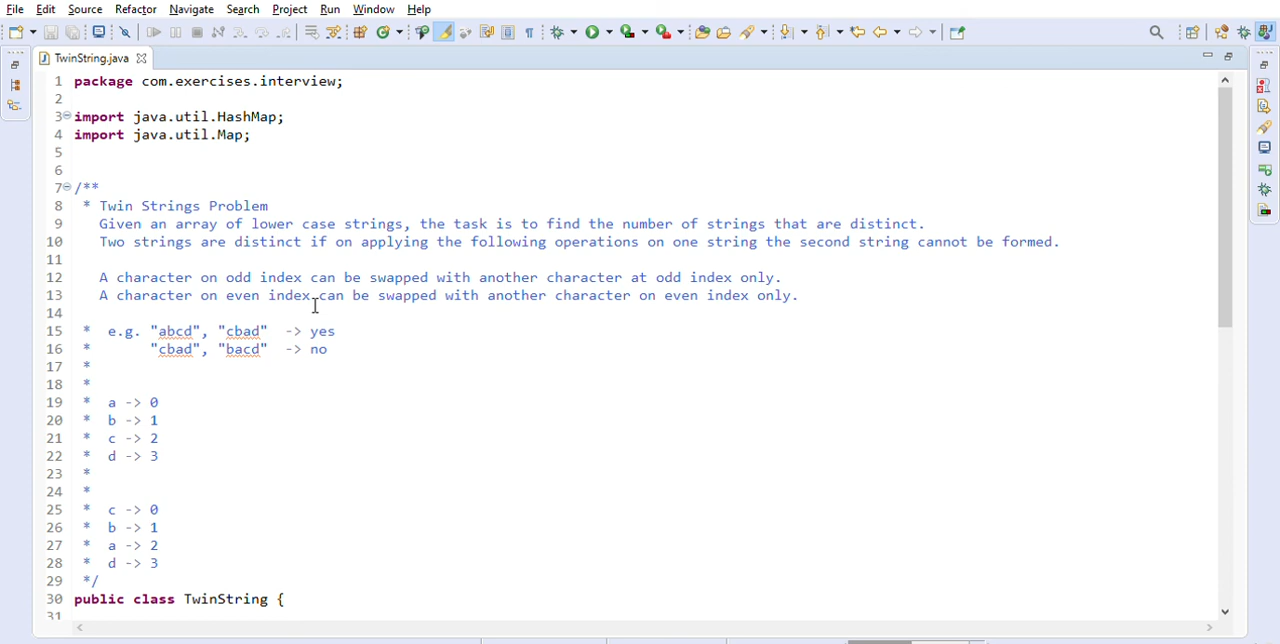 File Edit Source Refactor Navigate Search Project Run Window Help
TwinString.java
1 package com.exercises.interview;
2
3 import java.util.HashMap;
4 import java.util.Map;
5
6
7 /**
8 * Twin Strings Problem
9 Given an array of lower case strings, the task is to find the number of strings that are distinct.
10 Two strings are distinct if on applying the following operations on one string the second string cannot be formed.
11
12 A character on odd index can be swapped with another character at odd index only.
13 A character on even index can be swapped with another character on even index only.
14
15 * e.g. "abcd", "cbad" -> yes
16 * "cbad", "bacd" -> no
17 *
18 *
19 * a -> 0
20 * b -> 1
21 * c -> 2
22 * d -> 3
23 *
24 *
25 * c -> 0
26 * b -> 1
27 * a -> 2
28 * d -> 3
29 */
30 public class TwinString {
31